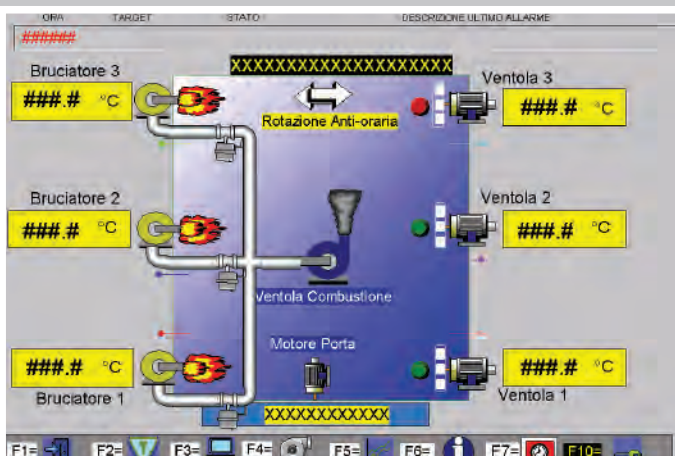 ORA TARGET STATO DESCRIZIONE ULTIMO ALLARME
######
XXXXXXXXXXXXXXXXXXXX
Bruciatore 3 Ventola 3
###.# °C ###.# °C
Rotazione Anti-oraria
Bruciatore 2 Ventola 2
###.# °C ###.# °C
Ventola Combustione
Motore Porta
###.# °C ###.# °C
Bruciatore 1 Ventola 1
XXXXXXXXXXXX
F1= F2= T F3= F4= F5= F6= i F7= F10=